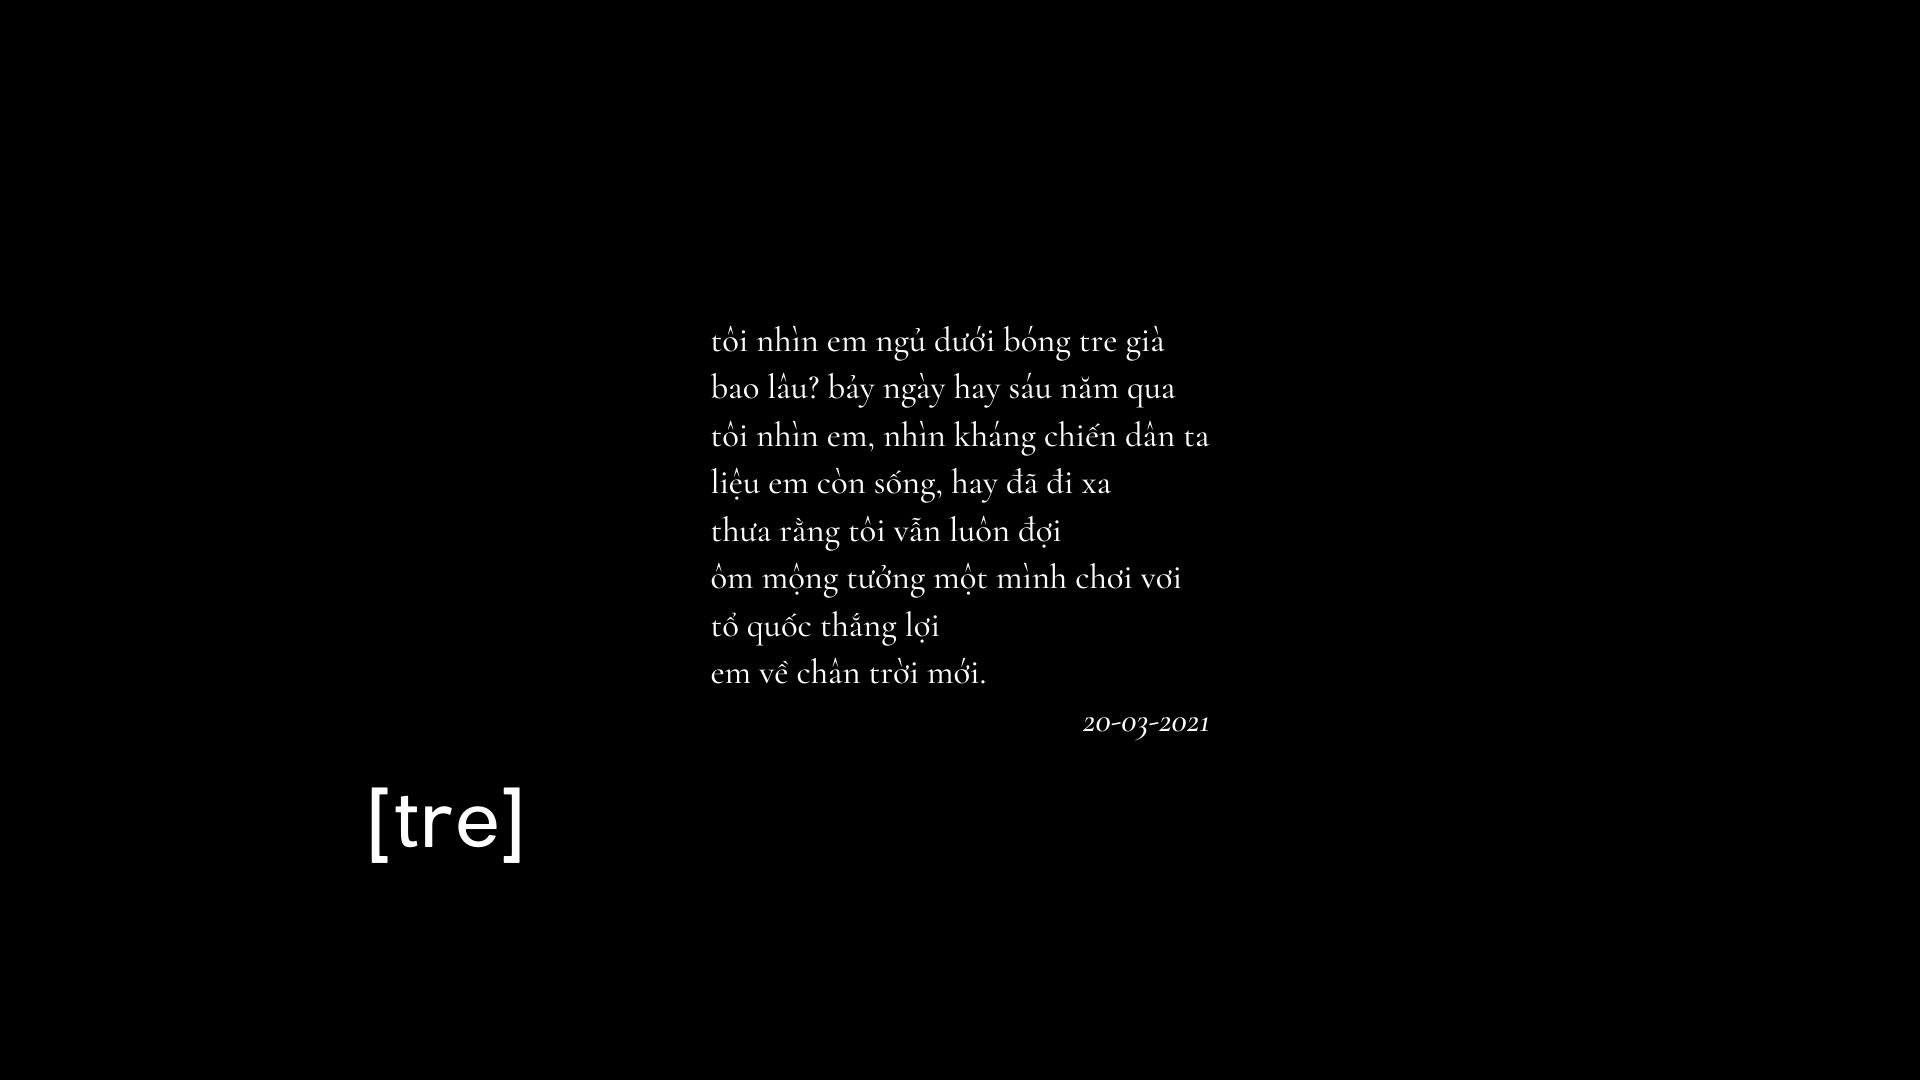 tôi nhìn em ngủ dưới bóng tre già
bao lâu? bảy ngày hay sáu năm qua
tôi nhìn em, nhìn kháng chiến dân ta
liệu em còn sống, hay đã đi xa
thưa rằng tôi vẫn luôn đợi
ôm mộng tưởng một mình chơi vơi
tổ quốc thắng lợi
em về chân trời mới.
20-03-2021
[tre]